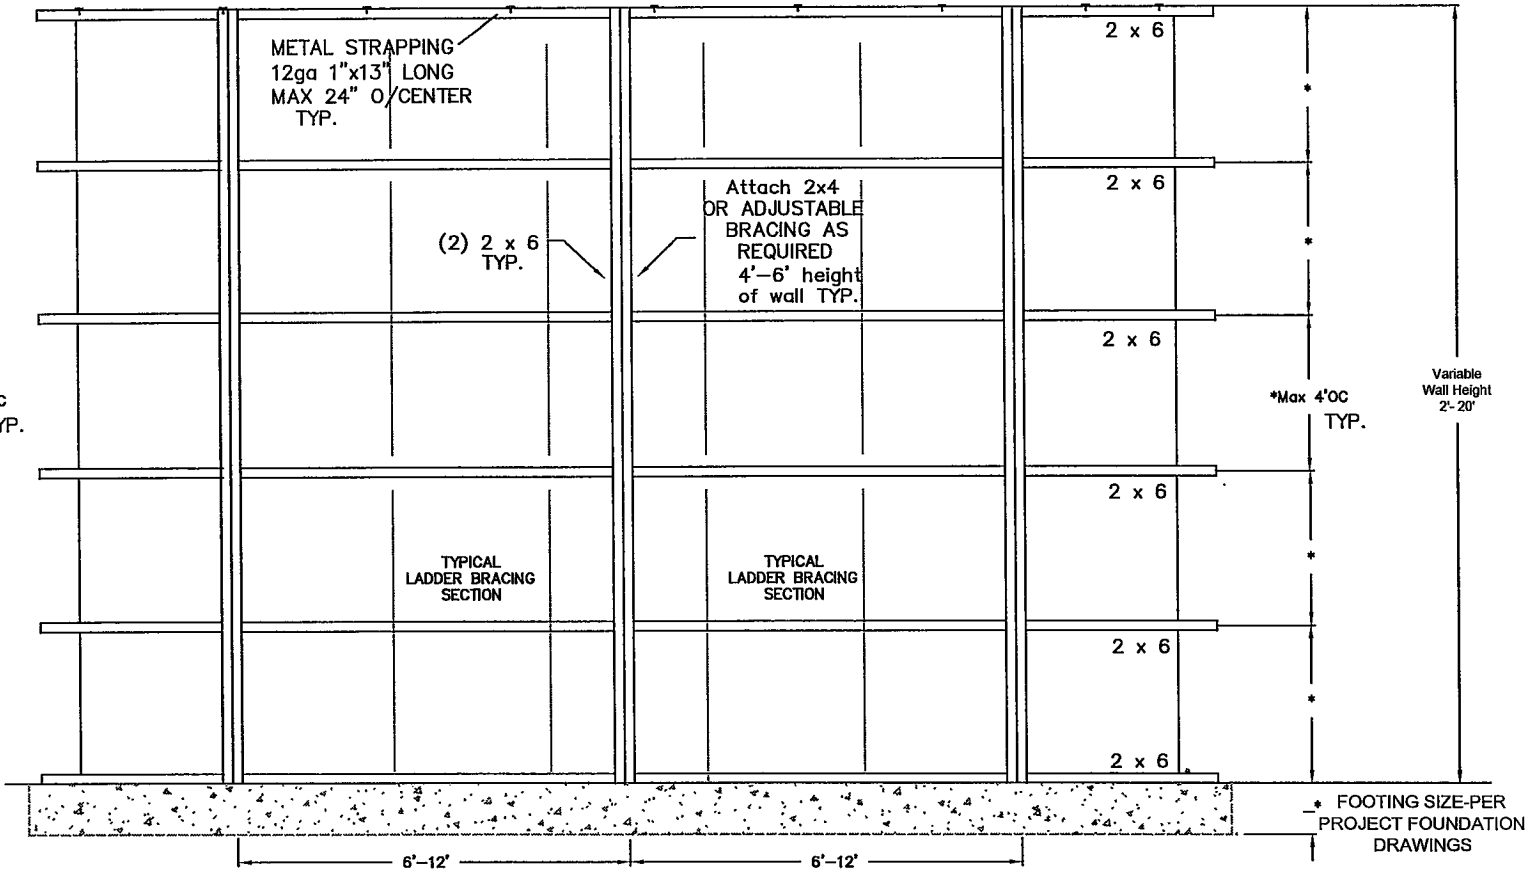 METAL STRAPPING
12ga 1"x13" LONG
MAX 24" O/CENTER
TYP.
2 x 6
*
2 x 6
Attach 2x4
OR ADJUSTABLE
BRACING AS
REQUIRED
4'-6' height
of wall TYP.
(2) 2 x 6
TYP.
*
2 x 6
Variable
Wall Height
2'- 20'
*Max 4'OC
TYP.
C
YP.
2 x 6
TYPICAL
LADDER BRACING
SECTION
TYPICAL
LADDER BRACING
SECTION
*
2 x 6
*
2 x 6
* FOOTING SIZE-PER
PROJECT FOUNDATION
DRAWINGS
6'-12'
6'-12'